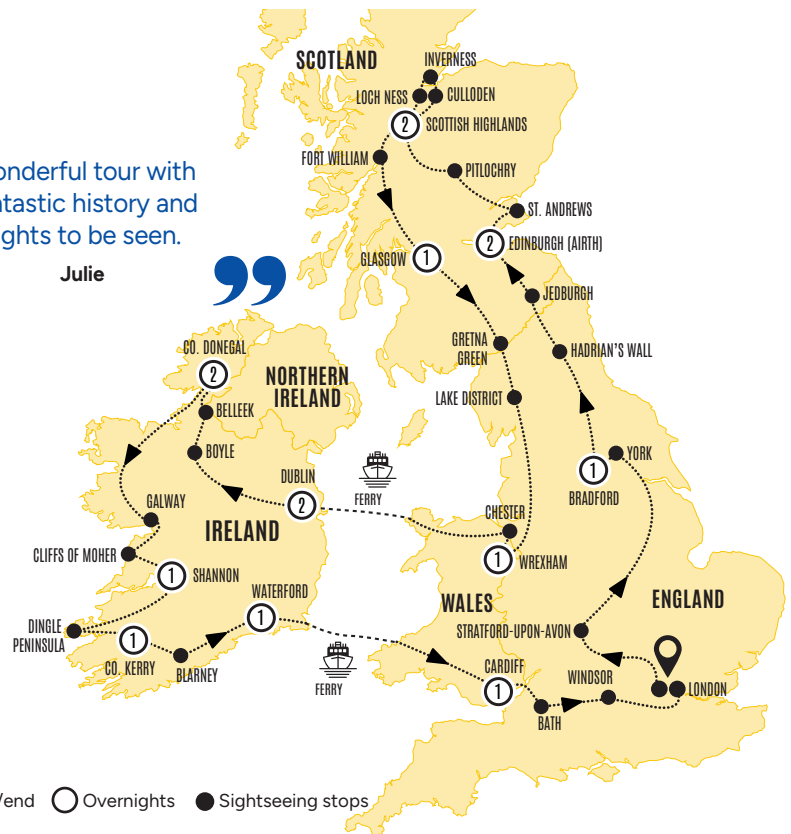 SCOTLAND
INVERNESS
LOCH NESS
CULLODEN
2
SCOTTISH HIGHLANDS
FORT WILLIAM
PITLOCHRY
onderful tour with
ntastic history and
ights to be seen.
Julie
ST. ANDREWS
2
EDINBURGH (AIRTH)
GLASGOW
1
JEDBURGH
GRETNA
GREEN
HADRIAN'S WALL
CO. DONEGAL
2
NORTHERN
IRELAND
LAKE DISTRICT
BELLEEK
BOYLE
YORK
1
BRADFORD
DUBLIN
2
FERRY
GALWAY
IRELAND
CHESTER
1
WREXHAM
CLIFFS OF MOHER
1
SHANNON
WATERFORD
1
WALES
ENGLAND
DINGLE
PENINSULA
1
CO. KERRY
BLARNEY
STRATFORD-UPON-AVON
FERRY
CARDIFF
1
WINDSOR
LONDON
BATH
/end
Overnights
Sightseeing stops